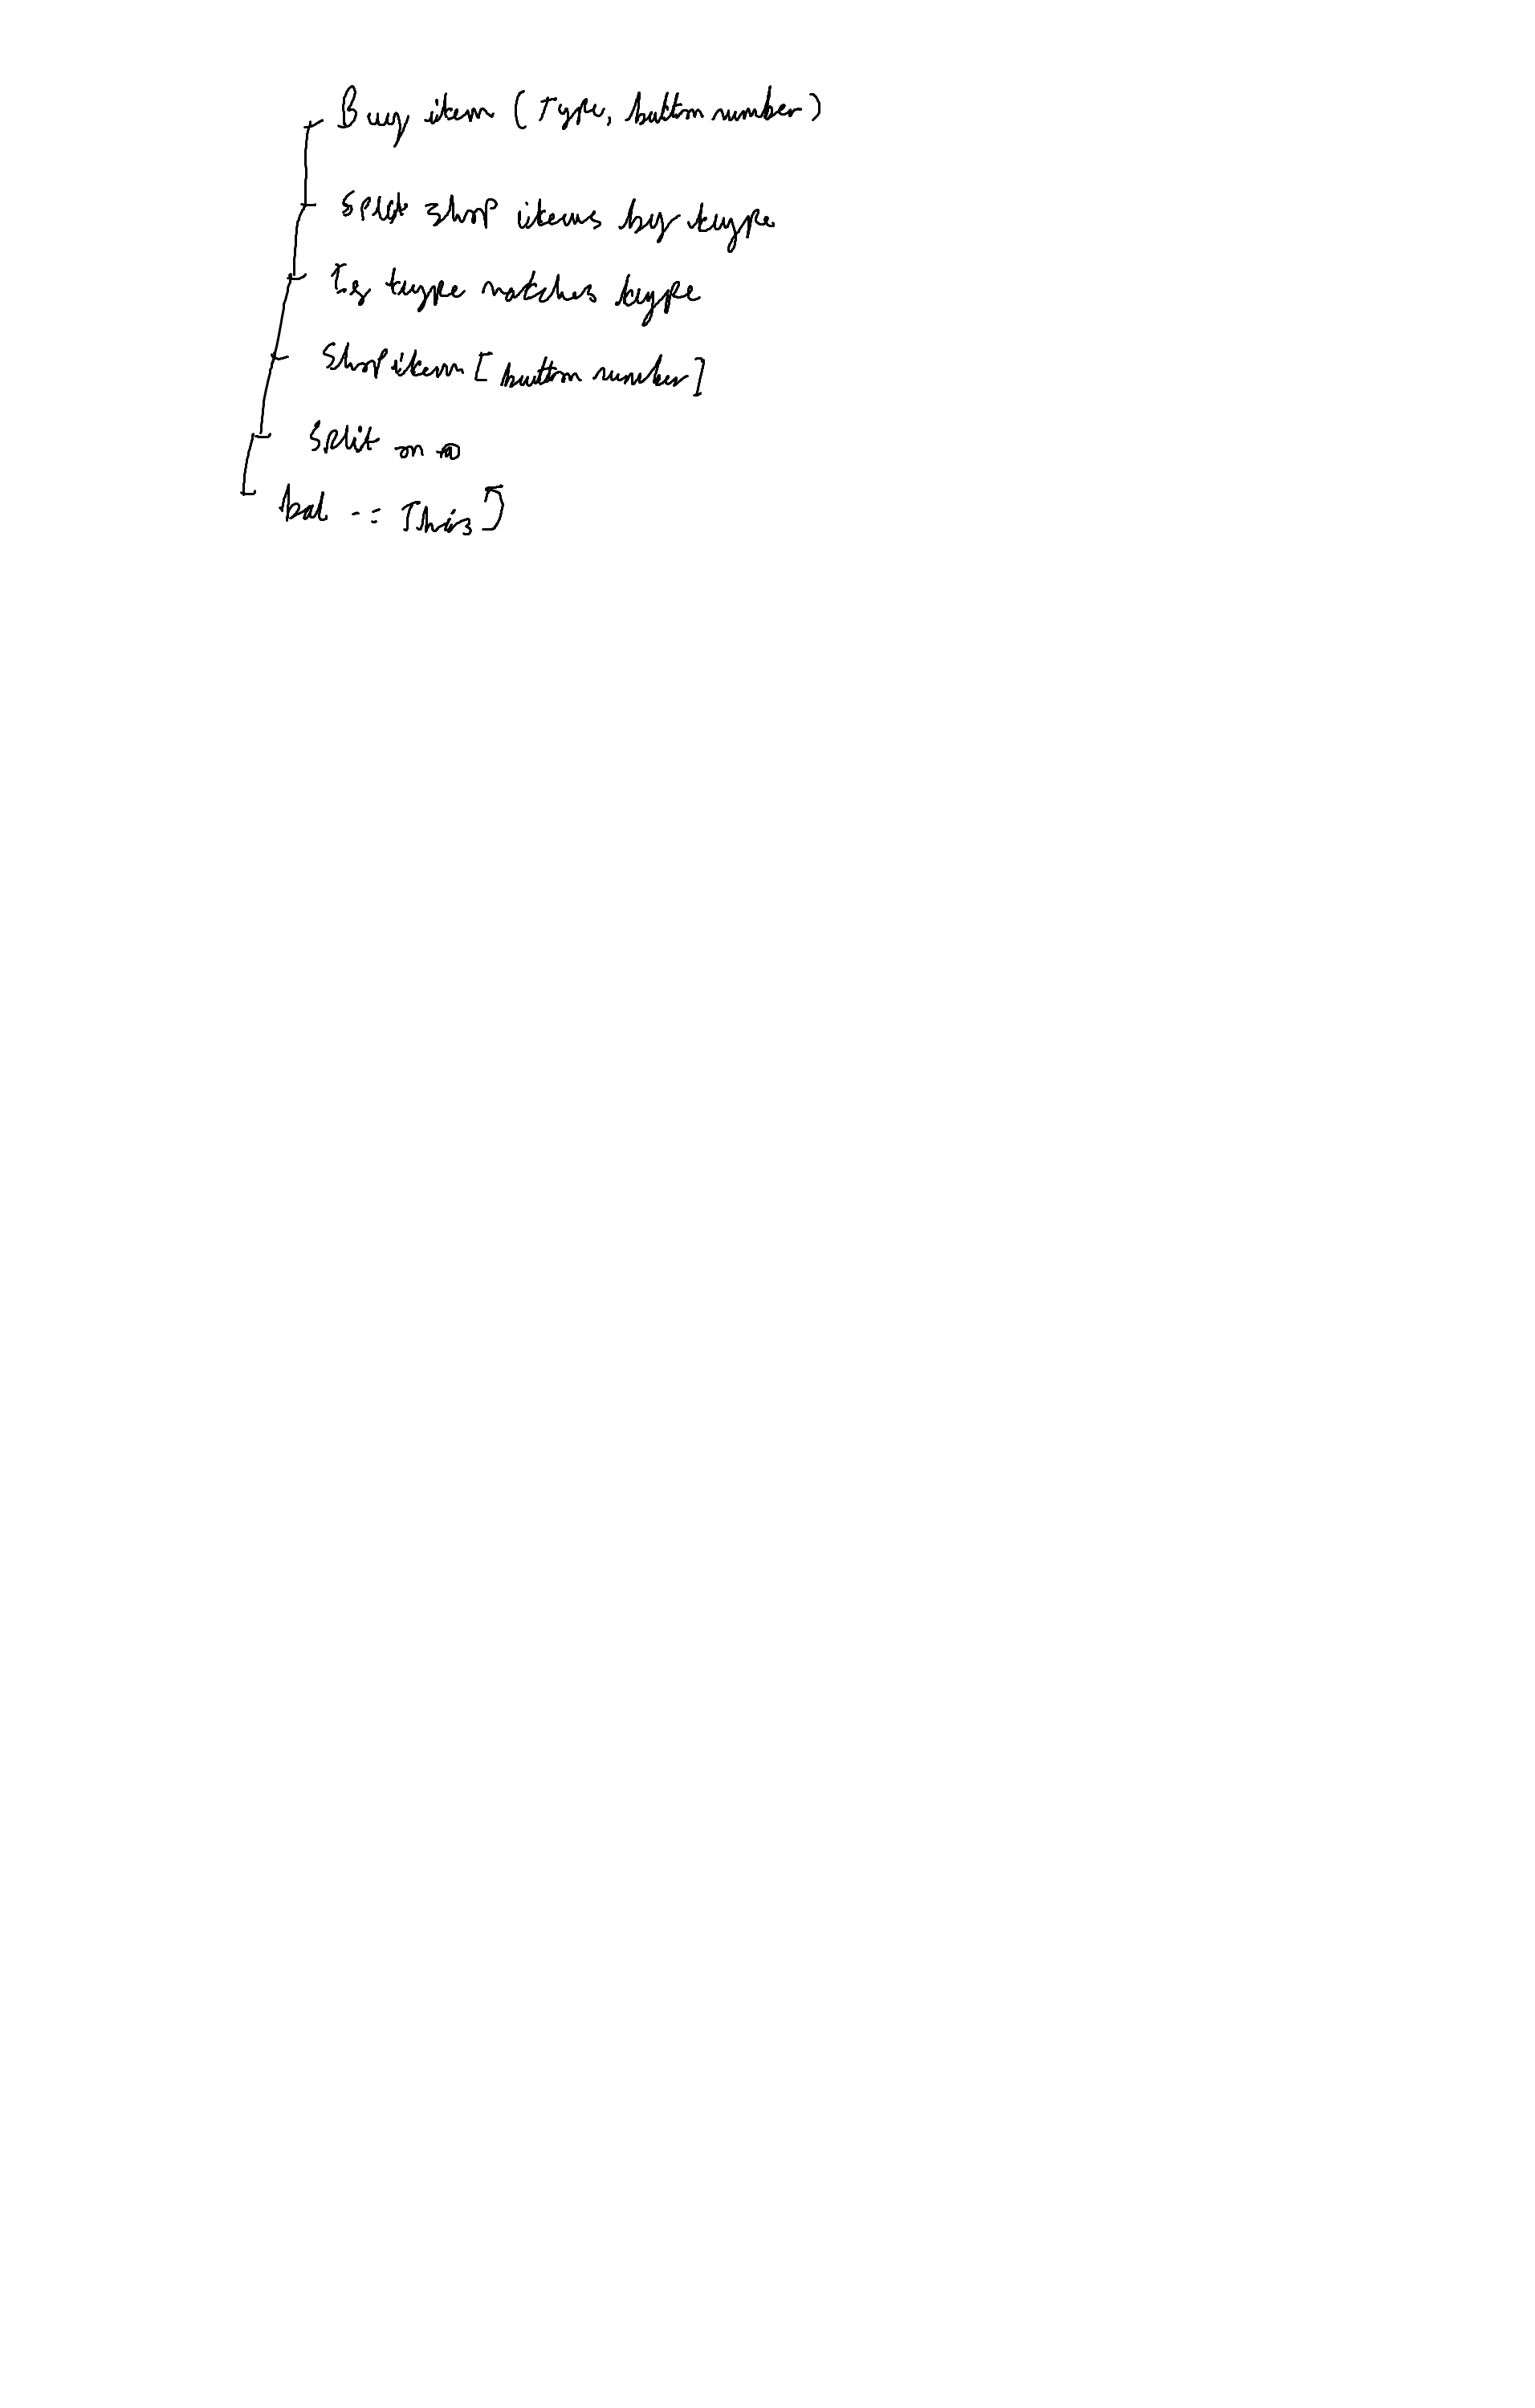 Buy item (Type, button number)
Split shop items by type
If type matches type
Shop item [button number]
Split on @
bal -= This